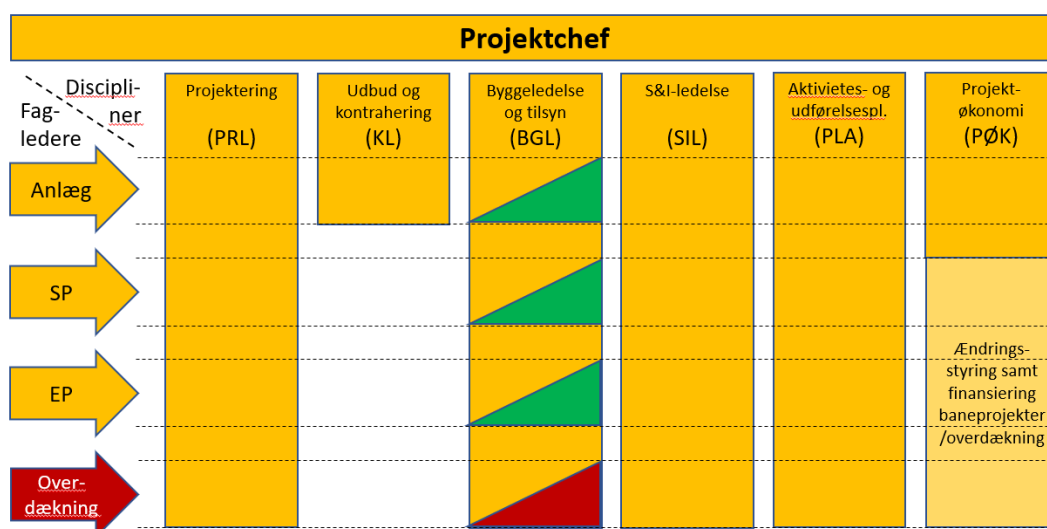 Projektchef
Discipli-
ner
Fag-
ledere
Projektering
(PRL)
Udbud og
kontrahering
(KL)
Byggeledelse
og tilsyn
(BGL)
S&I-ledelse
(SIL)
Aktivietes- og
udførelsespl.
(PLA)
Projekt-
økonomi
(PØK)
Anlæg
SP
EP
Over-
dækning
Ændrings-
styring samt
finansiering
baneprojekter
/overdækning